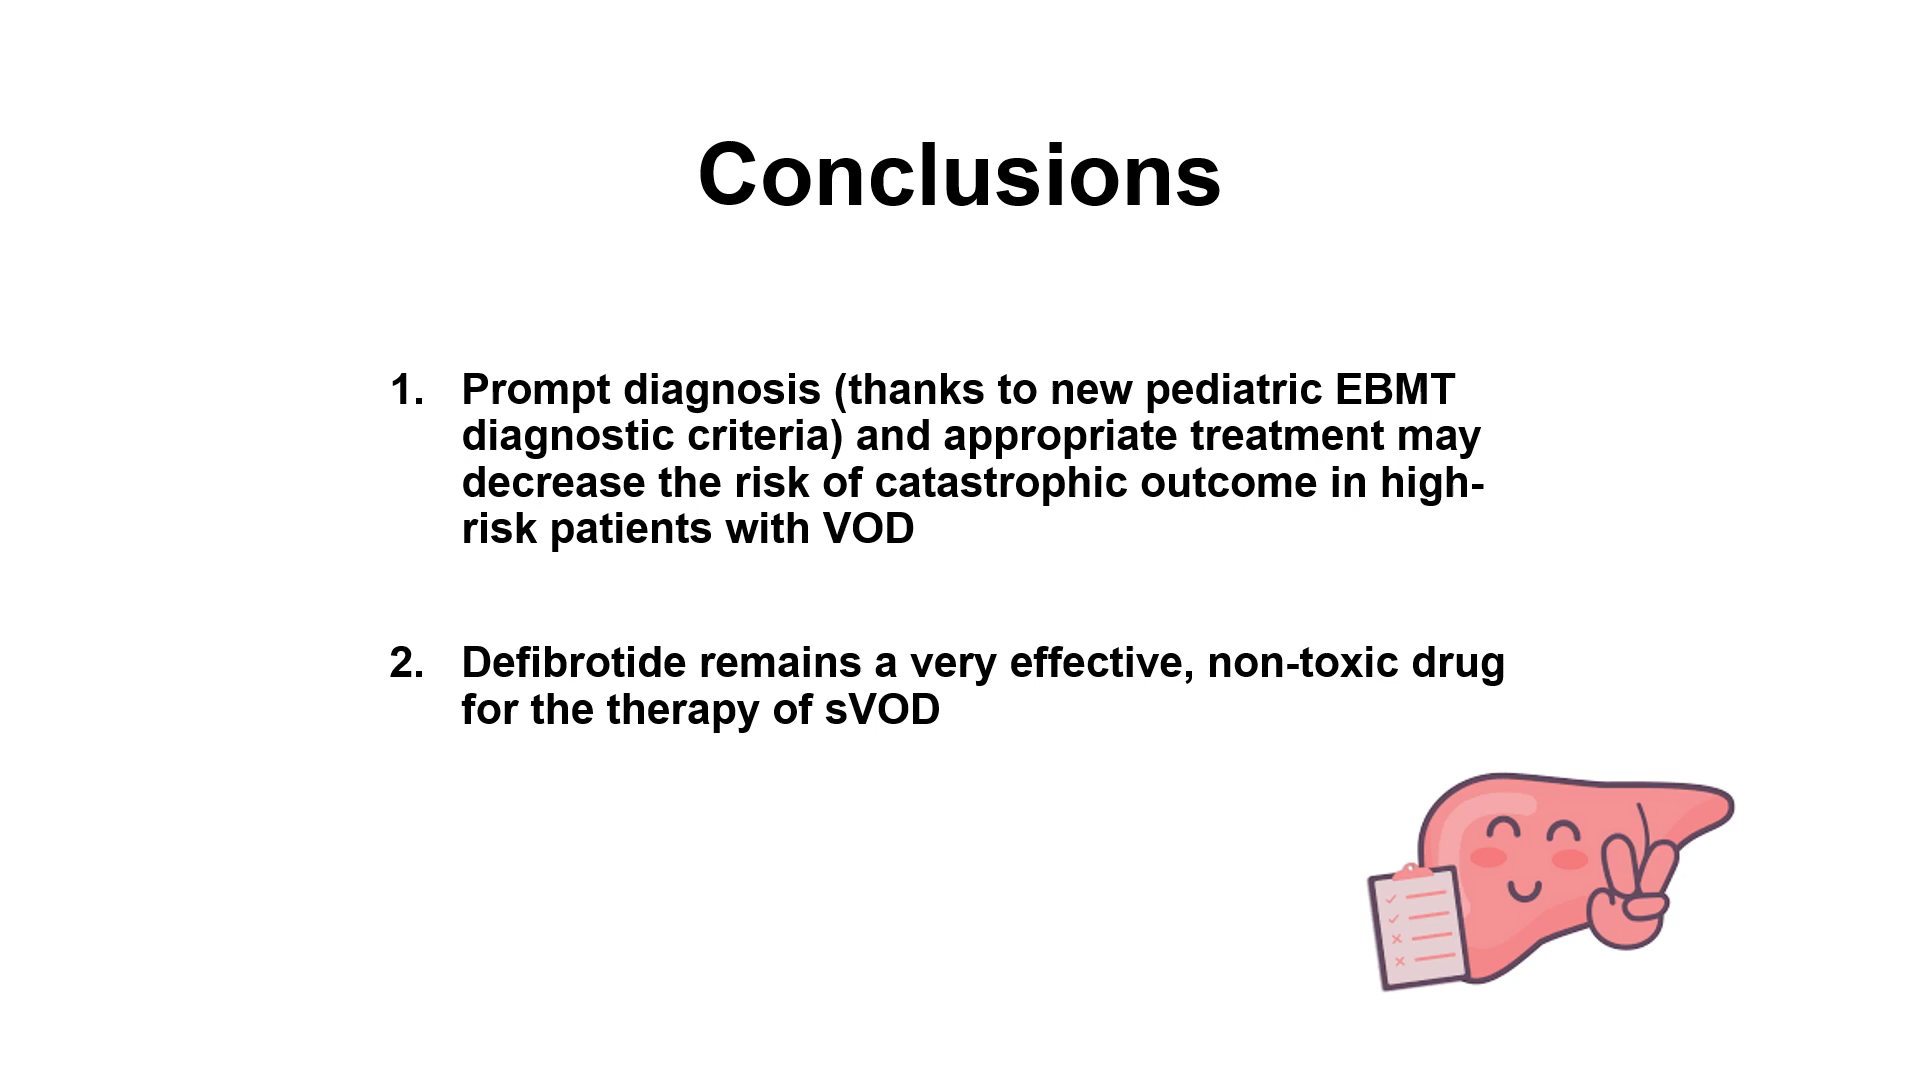 Conclusions
1. Prompt diagnosis (thanks to new pediatric EBMT
diagnostic criteria) and appropriate treatment may
decrease the risk of catastrophic outcome in high-
risk patients with VOD
2. Defibrotide remains a very effective, non-toxic drug
for the therapy of sVOD